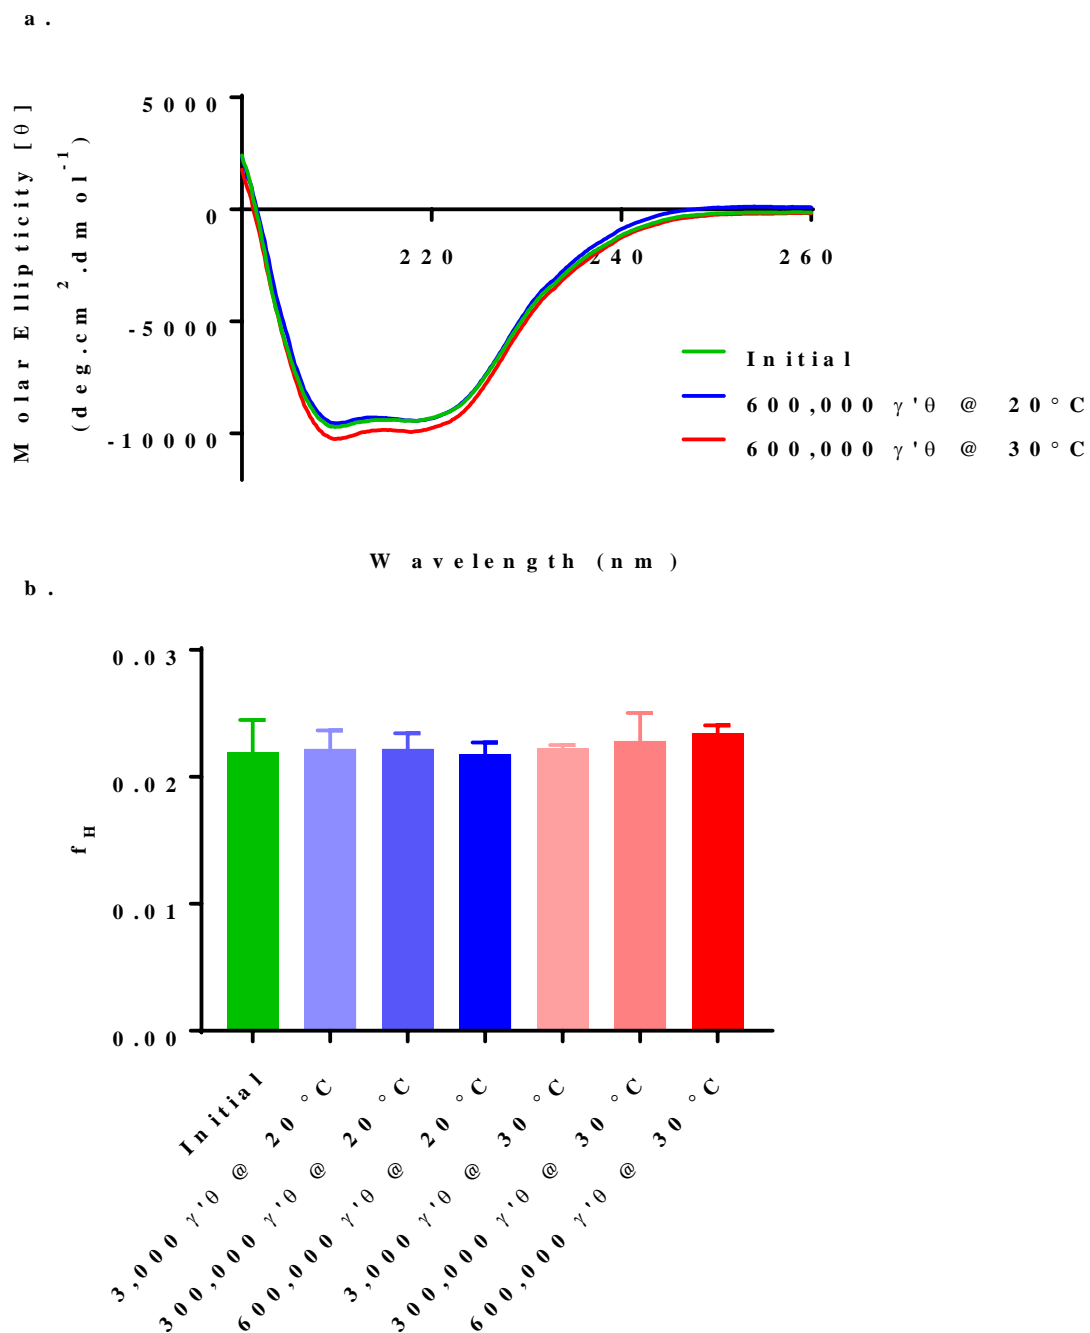 a.
Molar Ellipticity [θ]
(deg.cm2.dmol-1)
5000
0
-5000
-10000
220
240
260
Initial
600,000 γ'θ @ 20°C
600,000 γ'θ @ 30°C
Wavelength (nm)
b.
fH
0.03
0.02
0.01
0.00
Initial
3,000 γ'θ @ 20°C
300,000 γ'θ @ 20°C
600,000 γ'θ @ 20°C
3,000 γ'θ @ 30°C
300,000 γ'θ @ 30°C
600,000 γ'θ @ 30°C